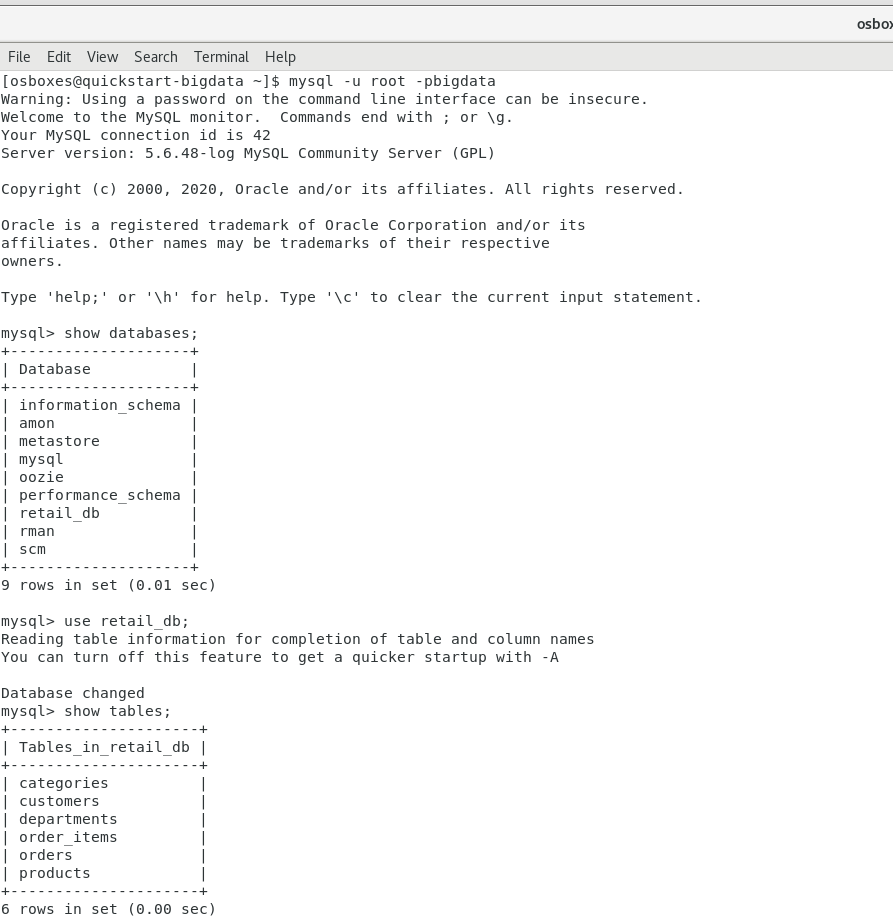 osbox
File Edit View Search Terminal Help
[osboxes@quickstart-bigdata ~]$ mysql -u root -pbigdata
Warning: Using a password on the command line interface can be insecure.
Welcome to the MySQL monitor.  Commands end with ; or \g.
Your MySQL connection id is 42
Server version: 5.6.48-log MySQL Community Server (GPL)

Copyright (c) 2000, 2020, Oracle and/or its affiliates. All rights reserved.

Oracle is a registered trademark of Oracle Corporation and/or its
affiliates. Other names may be trademarks of their respective
owners.

Type 'help;' or '\h' for help. Type '\c' to clear the current input statement.

mysql> show databases;
+--------------------+
| Database           |
+--------------------+
| information_schema |
| amon               |
| metastore          |
| mysql              |
| oozie              |
| performance_schema |
| retail_db          |
| rman               |
| scm                |
+--------------------+
9 rows in set (0.01 sec)

mysql> use retail_db;
Reading table information for completion of table and column names
You can turn off this feature to get a quicker startup with -A

Database changed
mysql> show tables;
+---------------------+
| Tables_in_retail_db |
+---------------------+
| categories          |
| customers           |
| departments         |
| order_items         |
| orders              |
| products            |
+---------------------+
6 rows in set (0.00 sec)